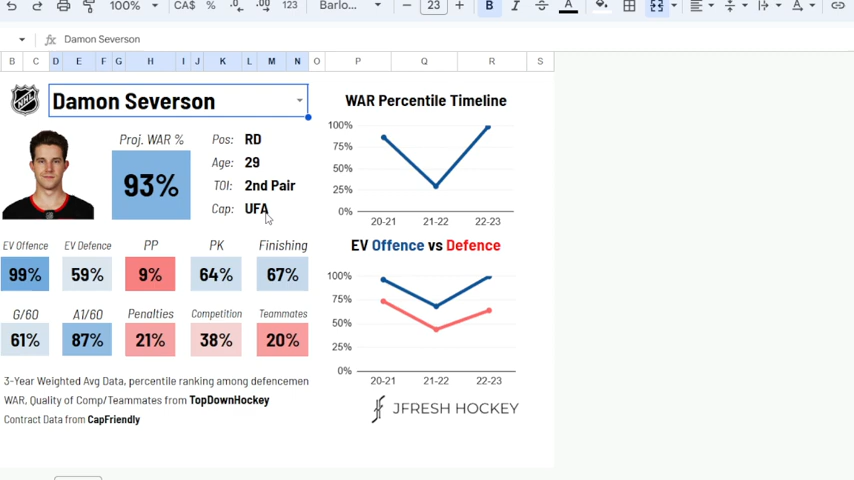 100% CA$ % .0 .00 123 Barlo... 23 B I A
Damon Severson
B C D E F G H I J K L M N O P Q R S
NHL
Damon Severson
Proj. WAR %
93%
Pos: RD
Age: 29
TOI: 2nd Pair
Cap: UFA
WAR Percentile Timeline
100%
75%
50%
25%
0%
20-21 21-22 22-23
EV Offence EV Defence PP PK Finishing
99% 59% 9% 64% 67%
G/60 A1/60 Penalties Competition Teammates
61% 87% 21% 38% 20%
EV Offence vs Defence
100%
75%
50%
25%
0%
20-21 21-22 22-23
3-Year Weighted Avg Data, percentile ranking among defencemen
WAR, Quality of Comp/Teammates from TopDownHockey
Contract Data from CapFriendly
JFRESH HOCKEY